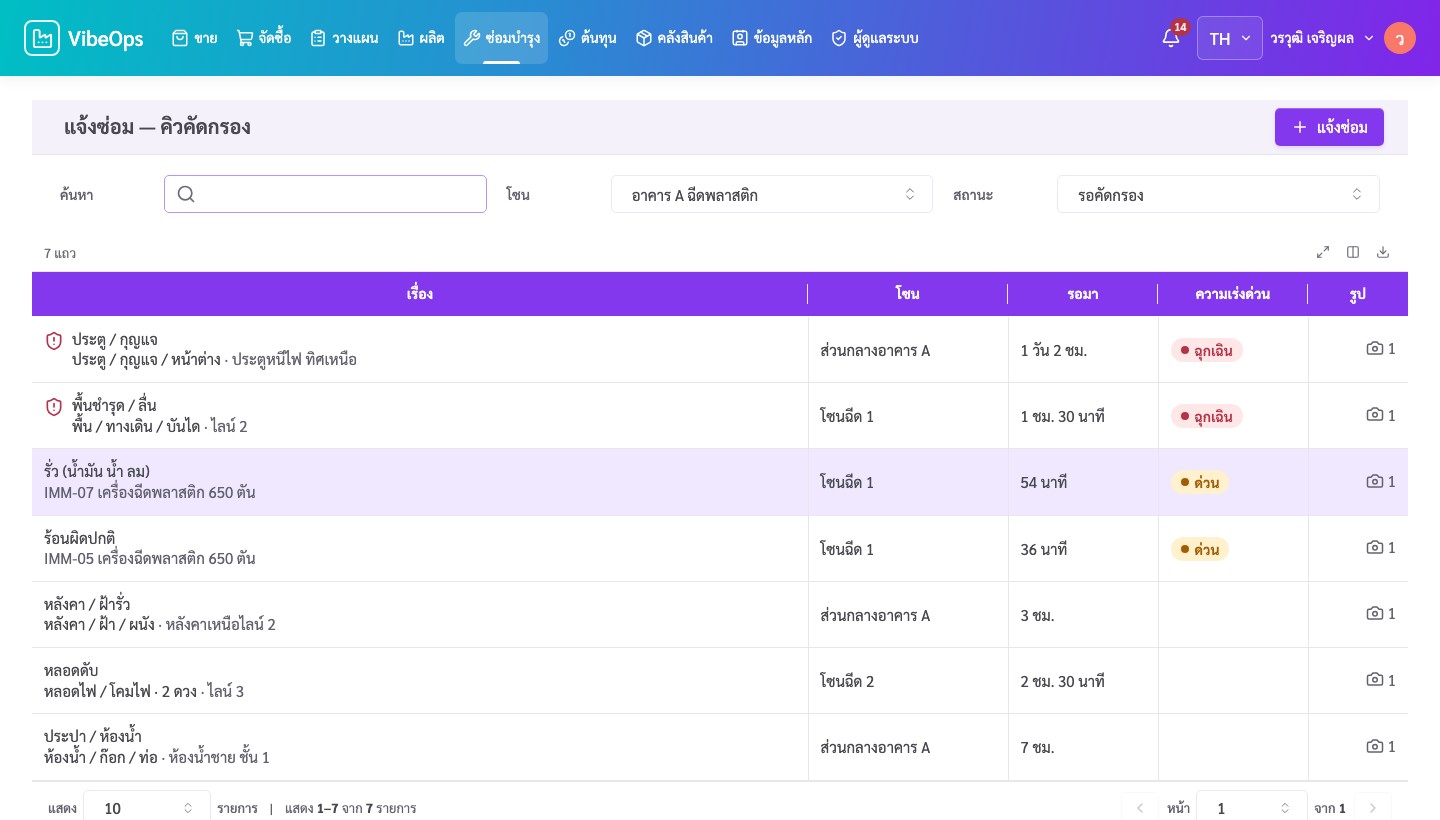 VibeOps
ขาย จัดซื้อ วางแผน ผลิต ซ่อมบำรุง ต้นทุน คลังสินค้า ข้อมูลหลัก ผู้ดูแลระบบ
14 TH วรวุฒิ เจริญผล ว
แจ้งซ่อม — คิวคัดกรอง
แจ้งซ่อม
ค้นหา โซน อาคาร A ฉีดพลาสติก สถานะ รอคัดกรอง
7 แถว
เรื่อง โซน รอมา ความเร่งด่วน รูป
ประตู / กุญแจ
ประตู / กุญแจ / หน้าต่าง · ประตูหนีไฟ ทิศเหนือ
ส่วนกลางอาคาร A 1 วัน 2 ชม. ฉุกเฉิน 1
พื้นชำรุด / ลื่น
พื้น / ทางเดิน / บันได · ไลน์ 2
โซนฉีด 1 1 ชม. 30 นาที ฉุกเฉิน 1
รั่ว (น้ำมัน น้ำ ลม)
IMM-07 เครื่องฉีดพลาสติก 650 ตัน
โซนฉีด 1 54 นาที ด่วน 1
ร้อนผิดปกติ
IMM-05 เครื่องฉีดพลาสติก 650 ตัน
โซนฉีด 1 36 นาที ด่วน 1
หลังคา / ฝ้ารั่ว
หลังคา / ฝ้า / ผนัง · หลังคาเหนือไลน์ 2
ส่วนกลางอาคาร A 3 ชม. 1
หลอดดับ
หลอดไฟ / โคมไฟ · 2 ดวง · ไลน์ 3
โซนฉีด 2 2 ชม. 30 นาที 1
ประปา / ห้องน้ำ
ห้องน้ำ / ก๊อก / ท่อ · ห้องน้ำชาย ชั้น 1
ส่วนกลางอาคาร A 7 ชม. 1
แสดง 10 รายการ | แสดง 1–7 จาก 7 รายการ หน้า 1 จาก 1